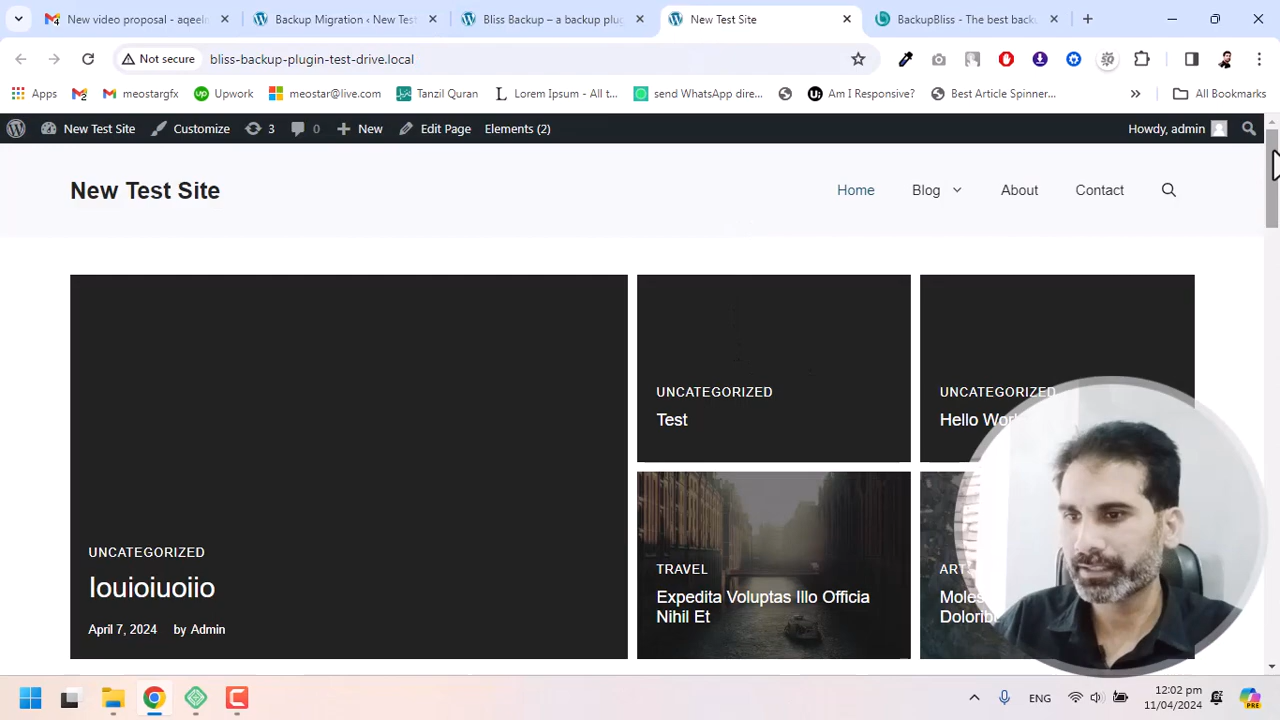 New video proposal - aqeeln
Backup Migration ‹ New Test
Bliss Backup – a backup plug
New Test Site
BackupBliss - The best back
Not secure
bliss-backup-plugin-test-drive.local
Apps
meostargfx
Upwork
meostar@live.com
Tanzil Quran
Lorem Ipsum - All t...
send WhatsApp dire...
Am I Responsive?
Best Article Spinner...
All Bookmarks
New Test Site
Customize
3
0
New
Edit Page
Elements (2)
Howdy, admin
New Test Site
Home
Blog
About
Contact
UNCATEGORIZED
Iouioiuoiio
April 7, 2024
by Admin
UNCATEGORIZED
Test
UNCATEGORIZED
Hello Wor
TRAVEL
Expedita Voluptas Illo Officia
Nihil Et
ART
Moles
Dolorib
ENG
12:02 pm
11/04/2024
PRE